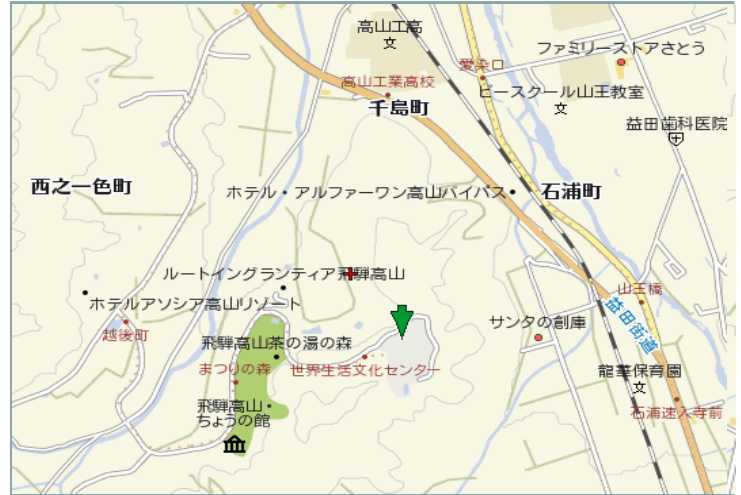 高山工高
ファミリーストアさとう
愛染口
高山工業高校
ピースクール山王教室
千島町
益田歯科医院
西之一色町
ホテル・アルファーワン高山バイパス
石浦町
ルートイングランティア飛騨高山
ホテルアソシア高山リゾート
山王橋
益田街道
越後町
サンタの創庫
飛騨高山茶の湯の森
まつりの森
世界生活文化センター
龍華保育園
飛騨高山・
ちょうの館
石浦速入寺前